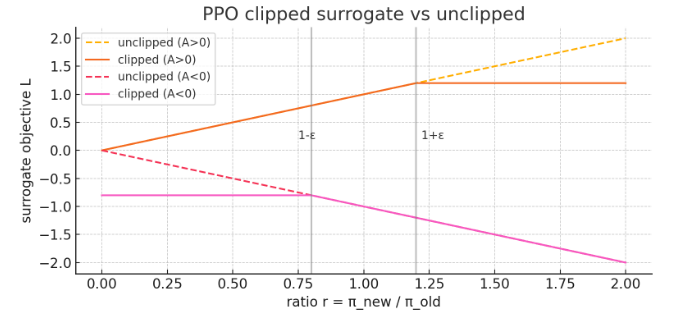 PPO clipped surrogate vs unclipped
unclipped (A>0)
clipped (A>0)
unclipped (A<0)
clipped (A<0)
surrogate objective L
2.0
1.5
1.0
0.5
0.0
−0.5
−1.0
−1.5
−2.0
1-ε
1+ε
0.00 0.25 0.50 0.75 1.00 1.25 1.50 1.75 2.00
ratio r = π_new / π_old